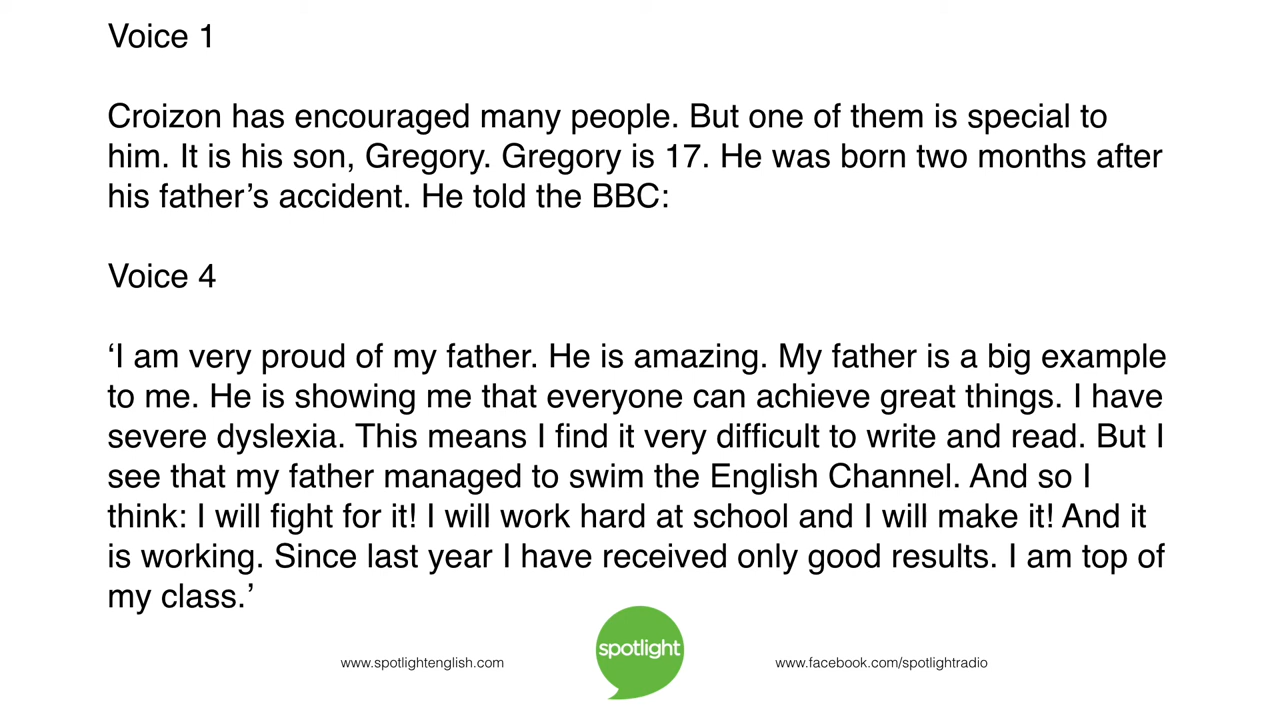 Voice 1
Croizon has encouraged many people. But one of them is special to
him. It is his son, Gregory. Gregory is 17. He was born two months after
his father’s accident. He told the BBC:
Voice 4
‘I am very proud of my father. He is amazing. My father is a big example
to me. He is showing me that everyone can achieve great things. I have
severe dyslexia. This means I find it very difficult to write and read. But I
see that my father managed to swim the English Channel. And so I
think: I will fight for it! I will work hard at school and I will make it! And it
is working. Since last year I have received only good results. I am top of
my class.’
spotlight
www.spotlightenglish.com
www.facebook.com/spotlightradio